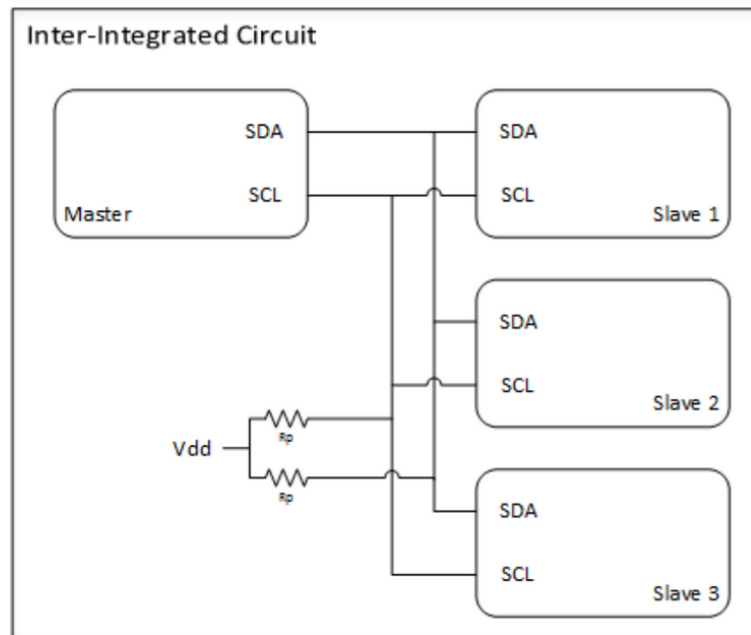 Inter-Integrated Circuit
SDA
SCL
Master
SDA
SCL
Slave 1
SDA
SCL
Slave 2
Vdd
Rp
Rp
SDA
SCL
Slave 3